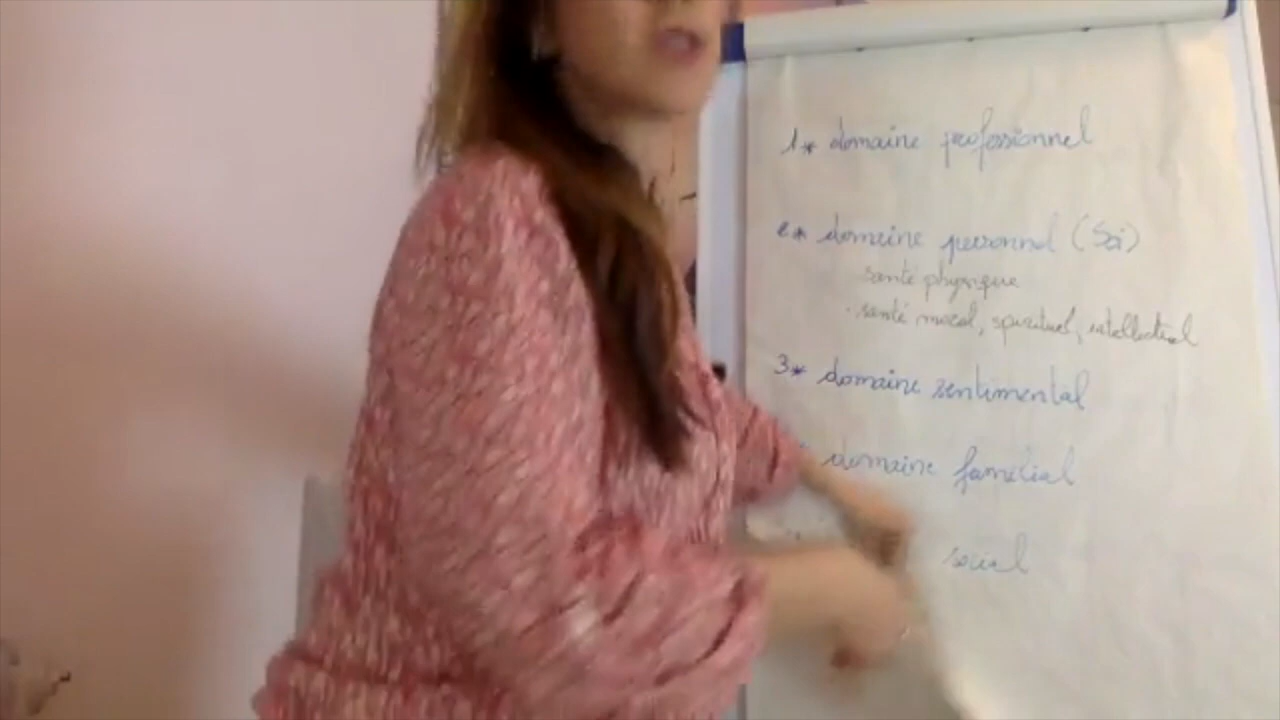 1* domaine professionnel
2* domaine personnel (Soi)
santé physique
· santé moral, spirituel, intellectuel
3* domaine sentimental
domaine familial
social